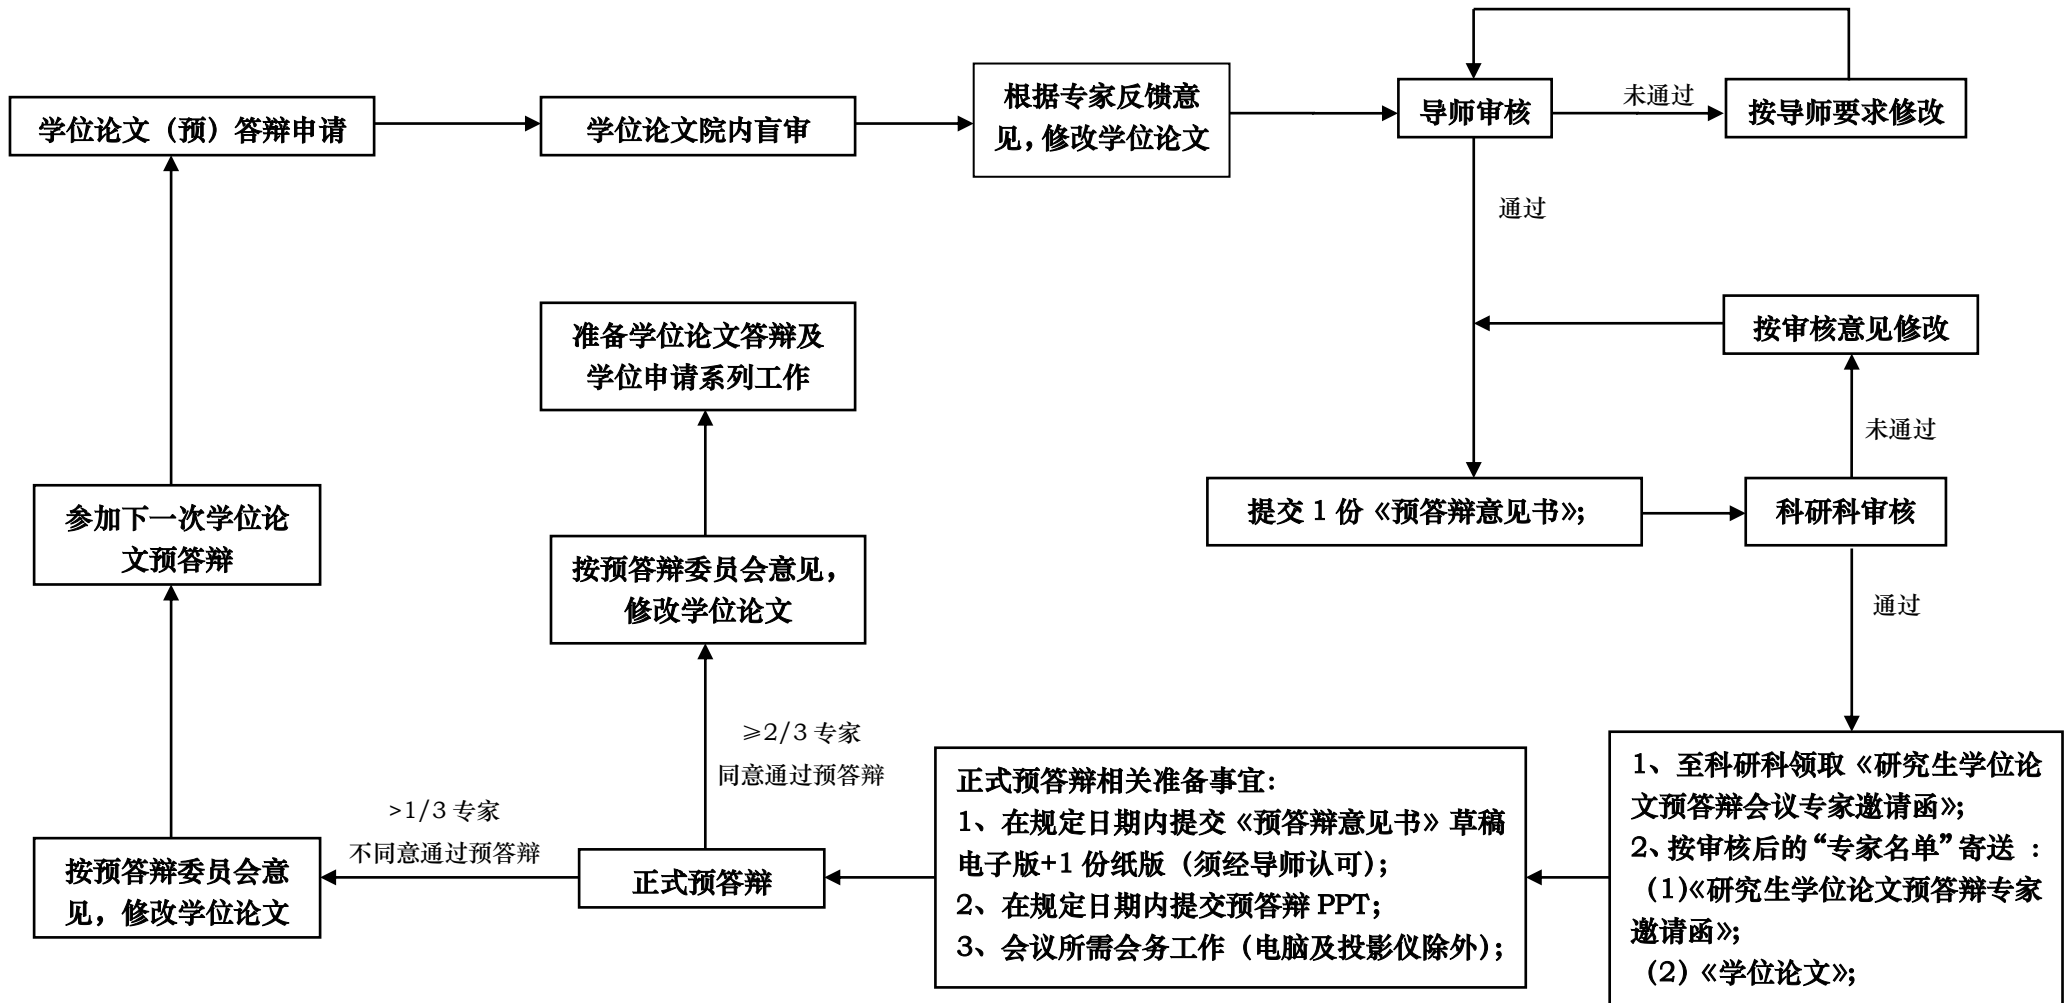 学位论文（预）答辩申请
学位论文院内盲审
根据专家反馈意
见，修改学位论文
导师审核
未通过
按导师要求修改
通过
准备学位论文答辩及
学位申请系列工作
按审核意见修改
未通过
参加下一次学位论
文预答辩
提交 1 份《预答辩意见书》；
科研科审核
按预答辩委员会意见，
修改学位论文
通过
≥2/3 专家
同意通过预答辩
>1/3 专家
不同意通过预答辩
按预答辩委员会意
见，修改学位论文
正式预答辩
正式预答辩相关准备事宜：
1、在规定日期内提交《预答辩意见书》草稿
电子版+1 份纸版（须经导师认可）；
2、在规定日期内提交预答辩 PPT；
3、会议所需会务工作（电脑及投影仪除外）；
1、至科研科领取《研究生学位论
文预答辩会议专家邀请函》；
2、按审核后的“专家名单”寄送 ：
(1)《研究生学位论文预答辩专家
邀请函》；
(2)《学位论文》；